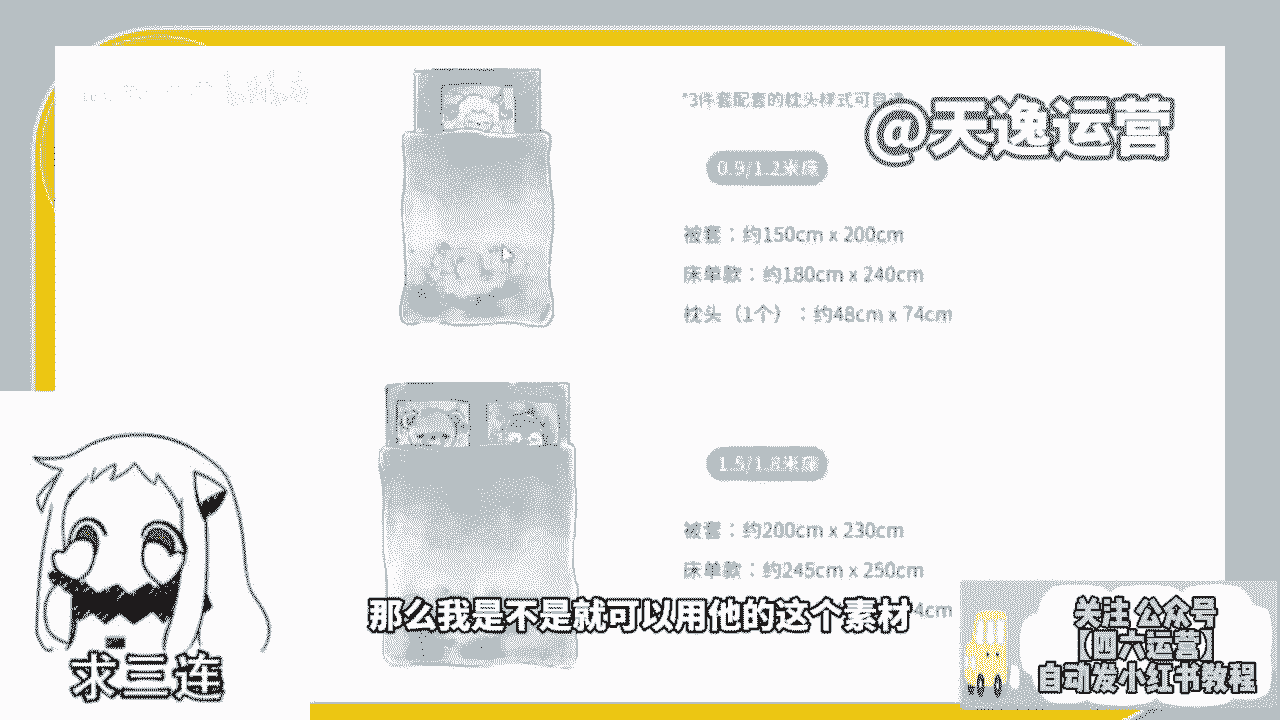 *3件套配套的枕头样式可自选
@天逸运营
0.9/1.2米床
被套：约150cm x 200cm
床单款：约180cm x 240cm
枕头（1个）：约48cm x 74cm
1.5/1.8米床
被套：约200cm x 230cm
床单款：约245cm x 250cm
4cm
那么我是不是就可以用他的这个素材
求三连
关注 公众号
【四六运营】
自动发小红书教程